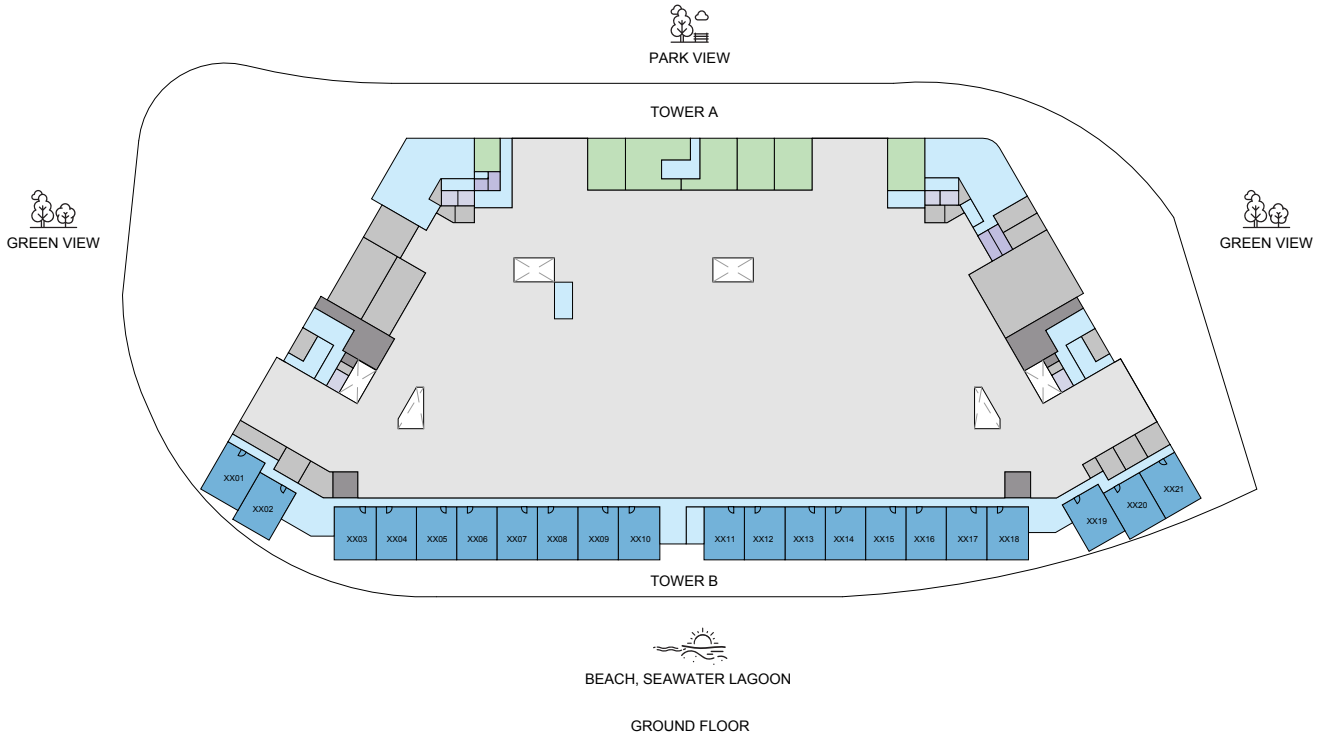 PARK VIEW
TOWER A
GREEN VIEW
GREEN VIEW
XX01
XX02
XX03
XX04
XX05
XX06
XX07
XX08
XX09
XX10
XX11
XX12
XX13
XX14
XX15
XX16
XX17
XX18
XX19
XX20
XX21
TOWER B
BEACH, SEAWATER LAGOON
GROUND FLOOR